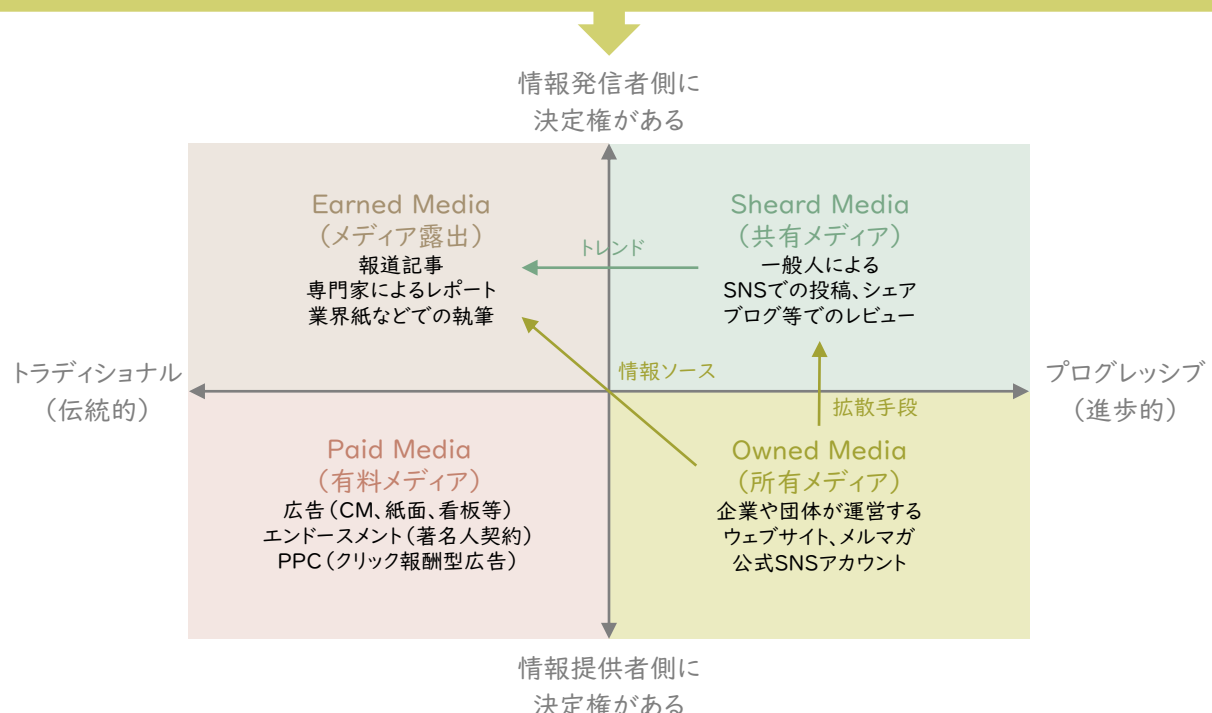 情報発信者側に
決定権がある
Earned Media
（メディア露出）
報道記事
専門家によるレポート
業界紙などでの執筆
トレンド
Sheard Media
（共有メディア）
一般人による
SNSでの投稿、シェア
ブログ等でのレビュー
トラディショナル
（伝統的）
情報ソース
拡散手段
プログレッシブ
（進歩的）
Paid Media
（有料メディア）
広告（CM、紙面、看板等）
エンドースメント（著名人契約）
PPC（クリック報酬型広告）
Owned Media
（所有メディア）
企業や団体が運営する
ウェブサイト、メルマガ
公式SNSアカウント
情報提供者側に
決定権がある